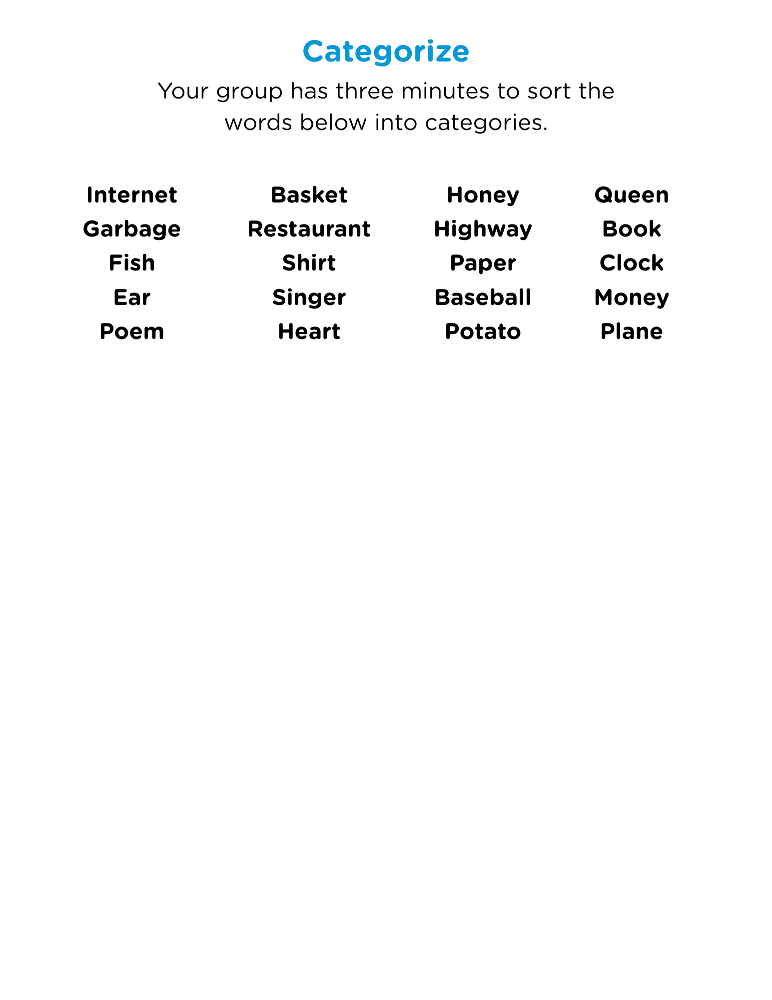 Categorize
Your group has three minutes to sort the
words below into categories.
Internet Basket Honey Queen
Garbage Restaurant Highway Book
Fish Shirt Paper Clock
Ear Singer Baseball Money
Poem Heart Potato Plane